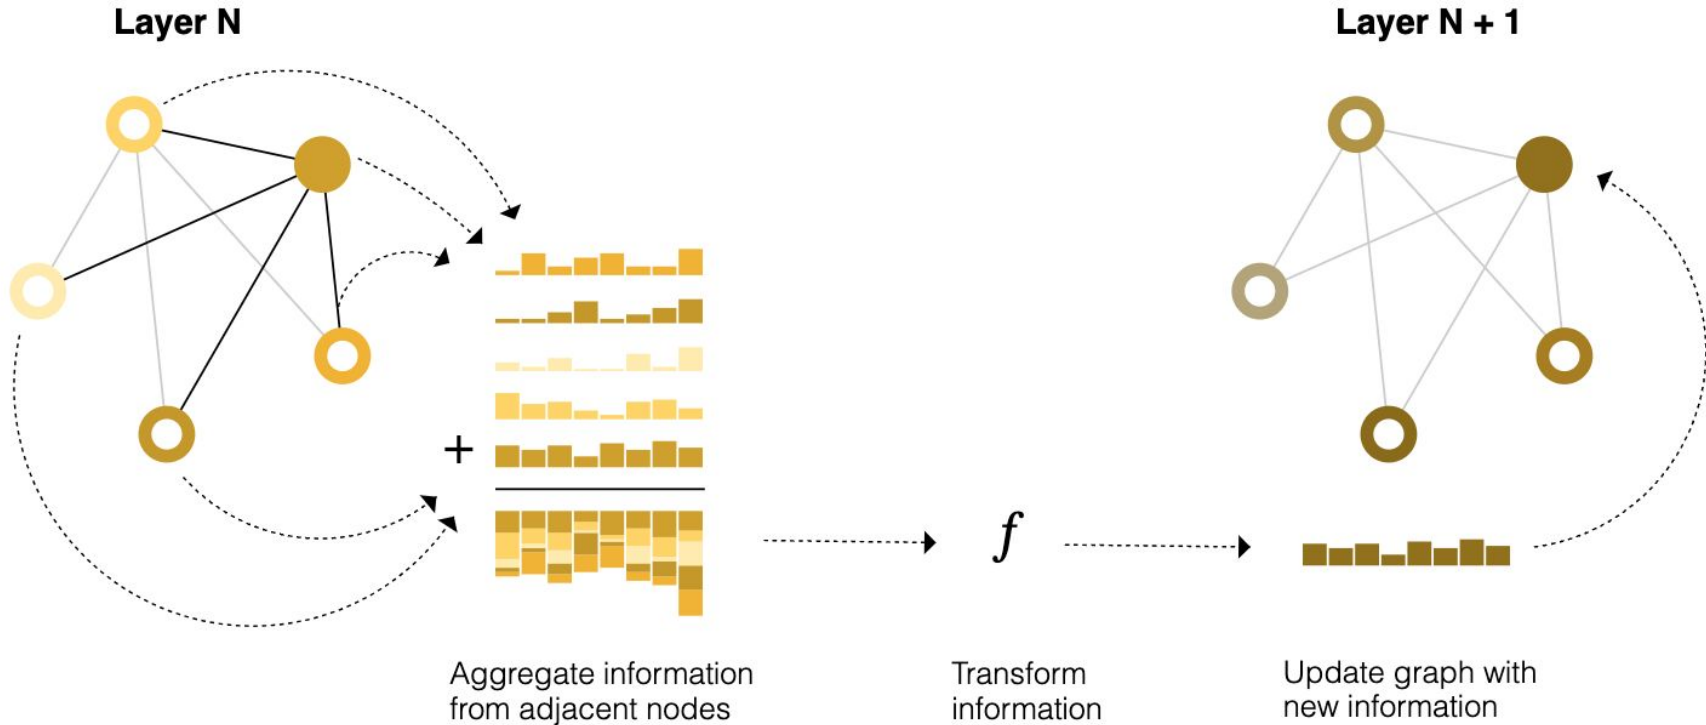 Layer N
Layer N + 1
+
f
Aggregate information
from adjacent nodes
Transform
information
Update graph with
new information